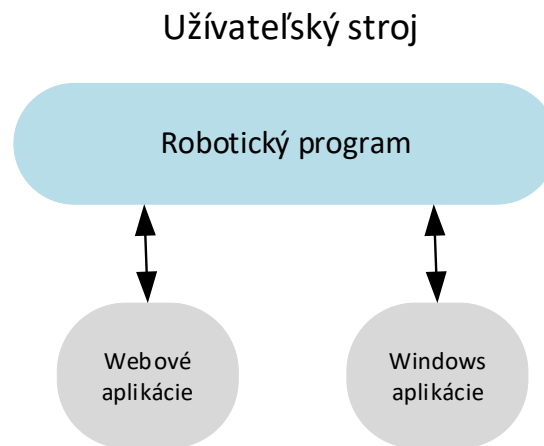 Užívateľský stroj
Robotický program
Webové
aplikácie
Windows
aplikácie